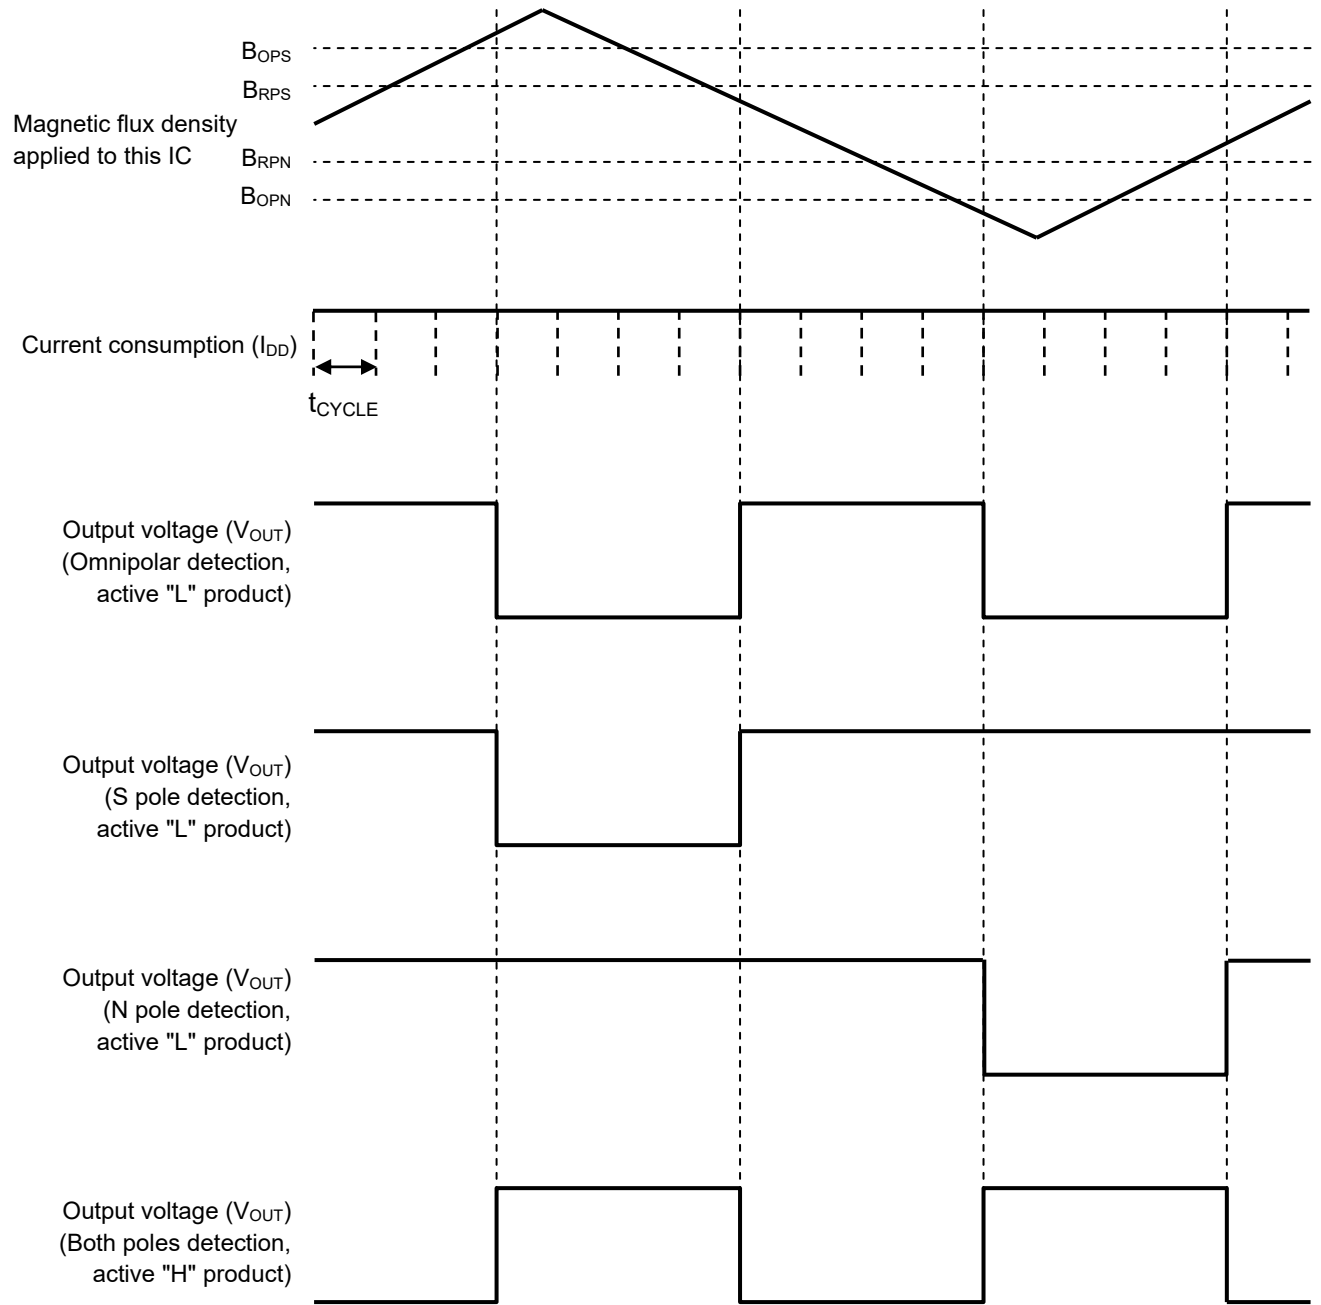 BOPS
BRPS
Magnetic flux density
applied to this IC
BRPN
BOPN
Current consumption (IDD)
tCYCLE
Output voltage (VOUT)
(Omnipolar detection,
active "L" product)
Output voltage (VOUT)
(S pole detection,
active "L" product)
Output voltage (VOUT)
(N pole detection,
active "L" product)
Output voltage (VOUT)
(Both poles detection,
active "H" product)